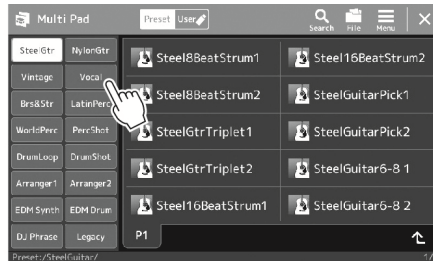 Multi Pad
Preset User
Search File Menu
SteelGtr NylonGtr
Vintage Vocal
Brs&Str LatinPerc
WorldPerc PercShot
DrumLoop DrumShot
Arranger1 Arranger2
EDM Synth EDM Drum
DJ Phrase Legacy
Steel8BeatStrum1 Steel16BeatStrum2
Steel8BeatStrum2 SteelGuitarPick1
SteelGtrTriplet1 SteelGuitarPick2
SteelGtrTriplet2 SteelGuitar6-8 1
Steel16BeatStrum1 SteelGuitar6-8 2
P1
Preset:/SteelGuitar/ 1/